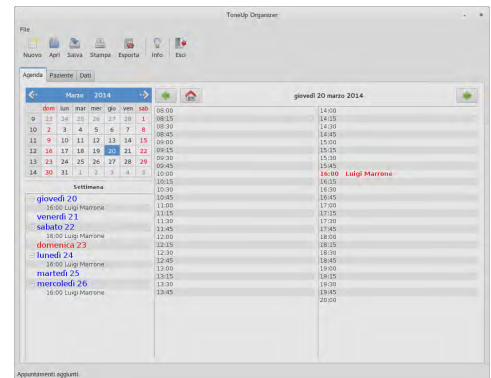 ToneUp Organizer
File
Nuovo Apri Salva Stampa Esporta Info Esci
Agenda Paziente Dati
Marzo 2014
giovedì 20 marzo 2014
dom lun mar mer gio ven sab
9 23 24 25 26 27 28 1
10 2 3 4 5 6 7 8
11 9 10 11 12 13 14 15
12 16 17 18 19 20 21 22
13 23 24 25 26 27 28 29
14 30 31 1 2 3 4 5
Settimana
giovedì 20
16:00 Luigi Marrone
venerdì 21
sabato 22
16:00 Luigi Marrone
domenica 23
lunedì 24
16:00 Luigi Marrone
martedì 25
mercoledì 26
16:00 Luigi Marrone
08:00
08:15
08:30
08:45
09:00
09:15
09:30
09:45
10:00
10:15
10:30
10:45
11:00
11:15
11:30
11:45
12:00
12:15
12:30
12:45
13:00
13:15
13:30
13:45
14:00
14:15
14:30
14:45
15:00
15:15
15:30
15:45
16:00 Luigi Marrone
16:15
16:30
16:45
17:00
17:15
17:30
17:45
18:00
18:15
18:30
18:45
19:00
19:15
19:30
19:45
20:00
Appuntamenti aggiunti.